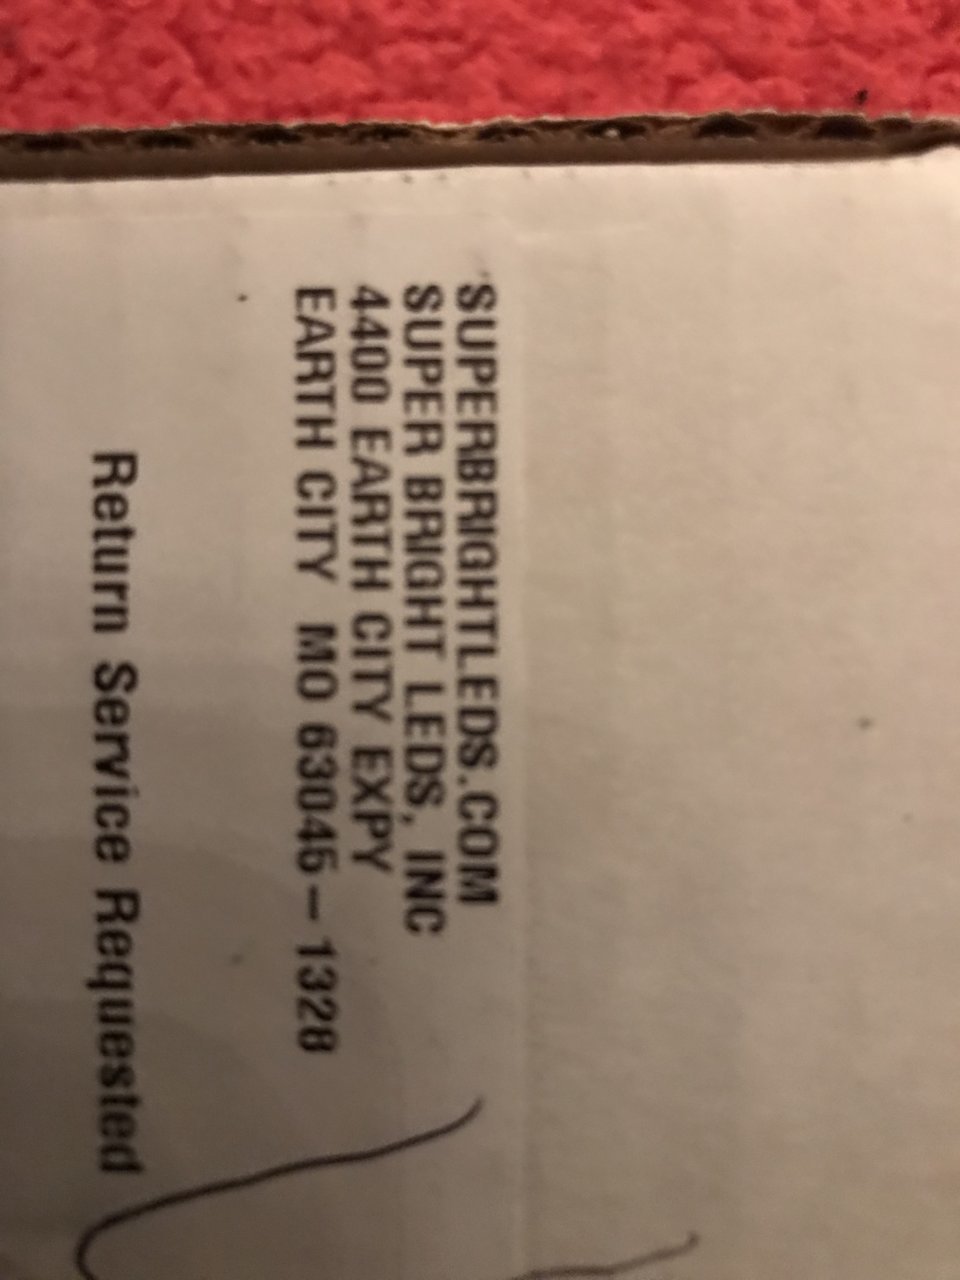 SUPERBRIGHTLEDS.COM
SUPER BRIGHT LEDS, INC
4400 EARTH CITY EXPY
EARTH CITY MO 63045-1328
Return Service Requested